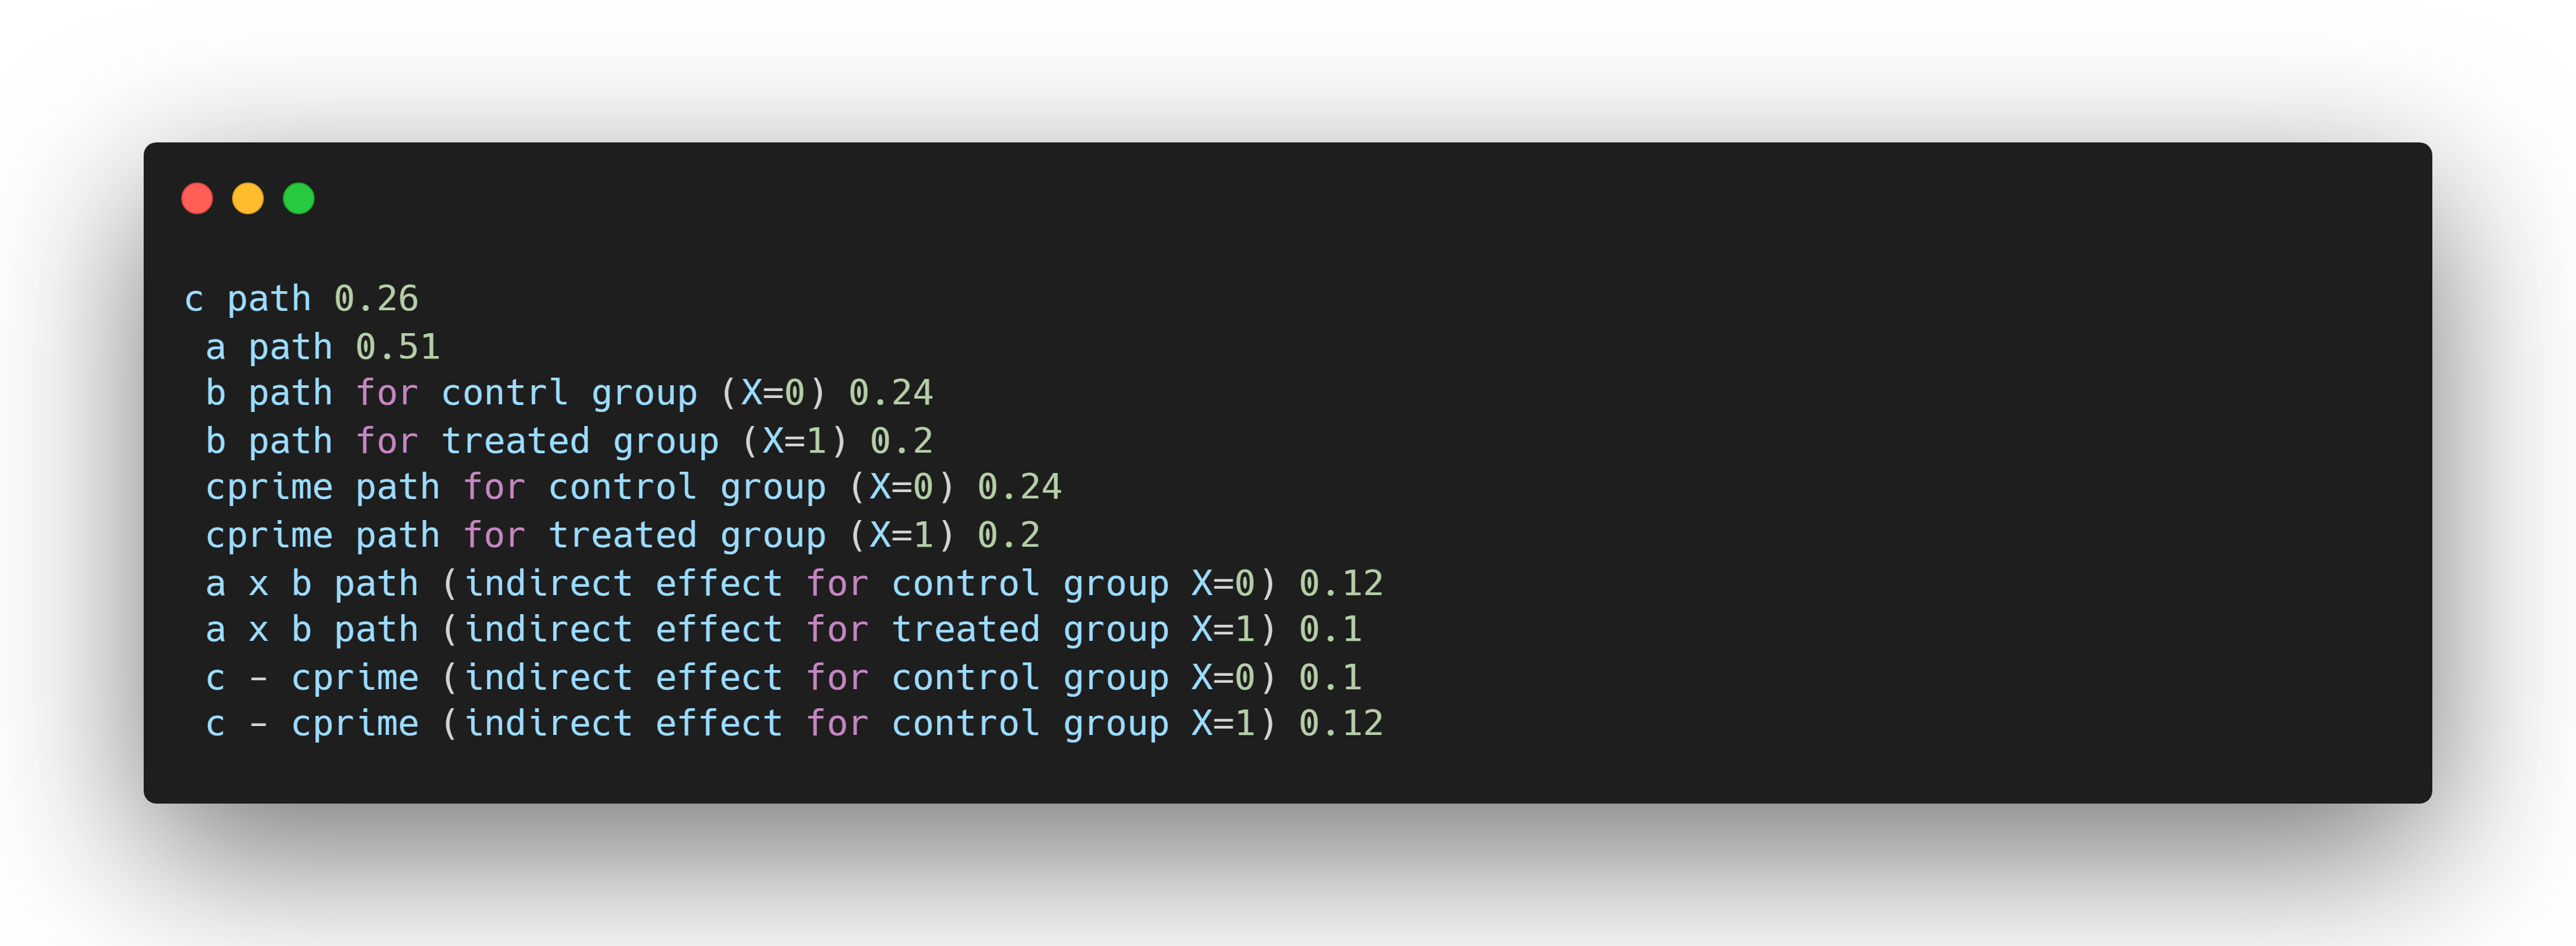 c path 0.26
a path 0.51
b path for contrl group (X=0) 0.24
b path for treated group (X=1) 0.2
cprime path for control group (X=0) 0.24
cprime path for treated group (X=1) 0.2
a x b path (indirect effect for control group X=0) 0.12
a x b path (indirect effect for treated group X=1) 0.1
c - cprime (indirect effect for control group X=0) 0.1
c - cprime (indirect effect for control group X=1) 0.12